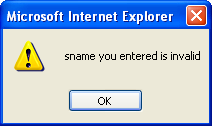 Microsoft Internet Explorer
sname you entered is invalid
OK